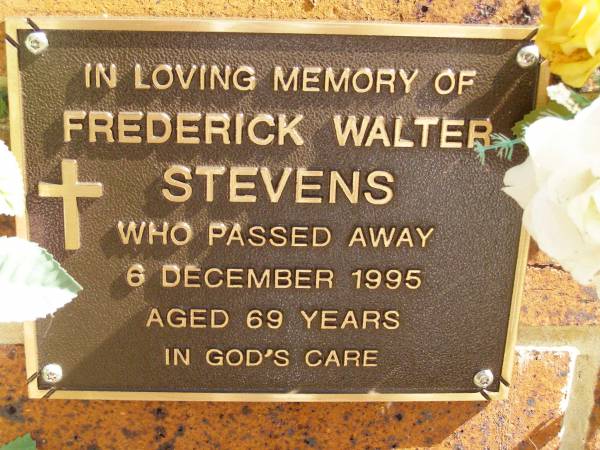 IN LOVING MEMORY OF
FREDERICK WALTER
STEVENS
WHO PASSED AWAY
6 DECEMBER 1995
AGED 69 YEARS
IN GOD'S CARE